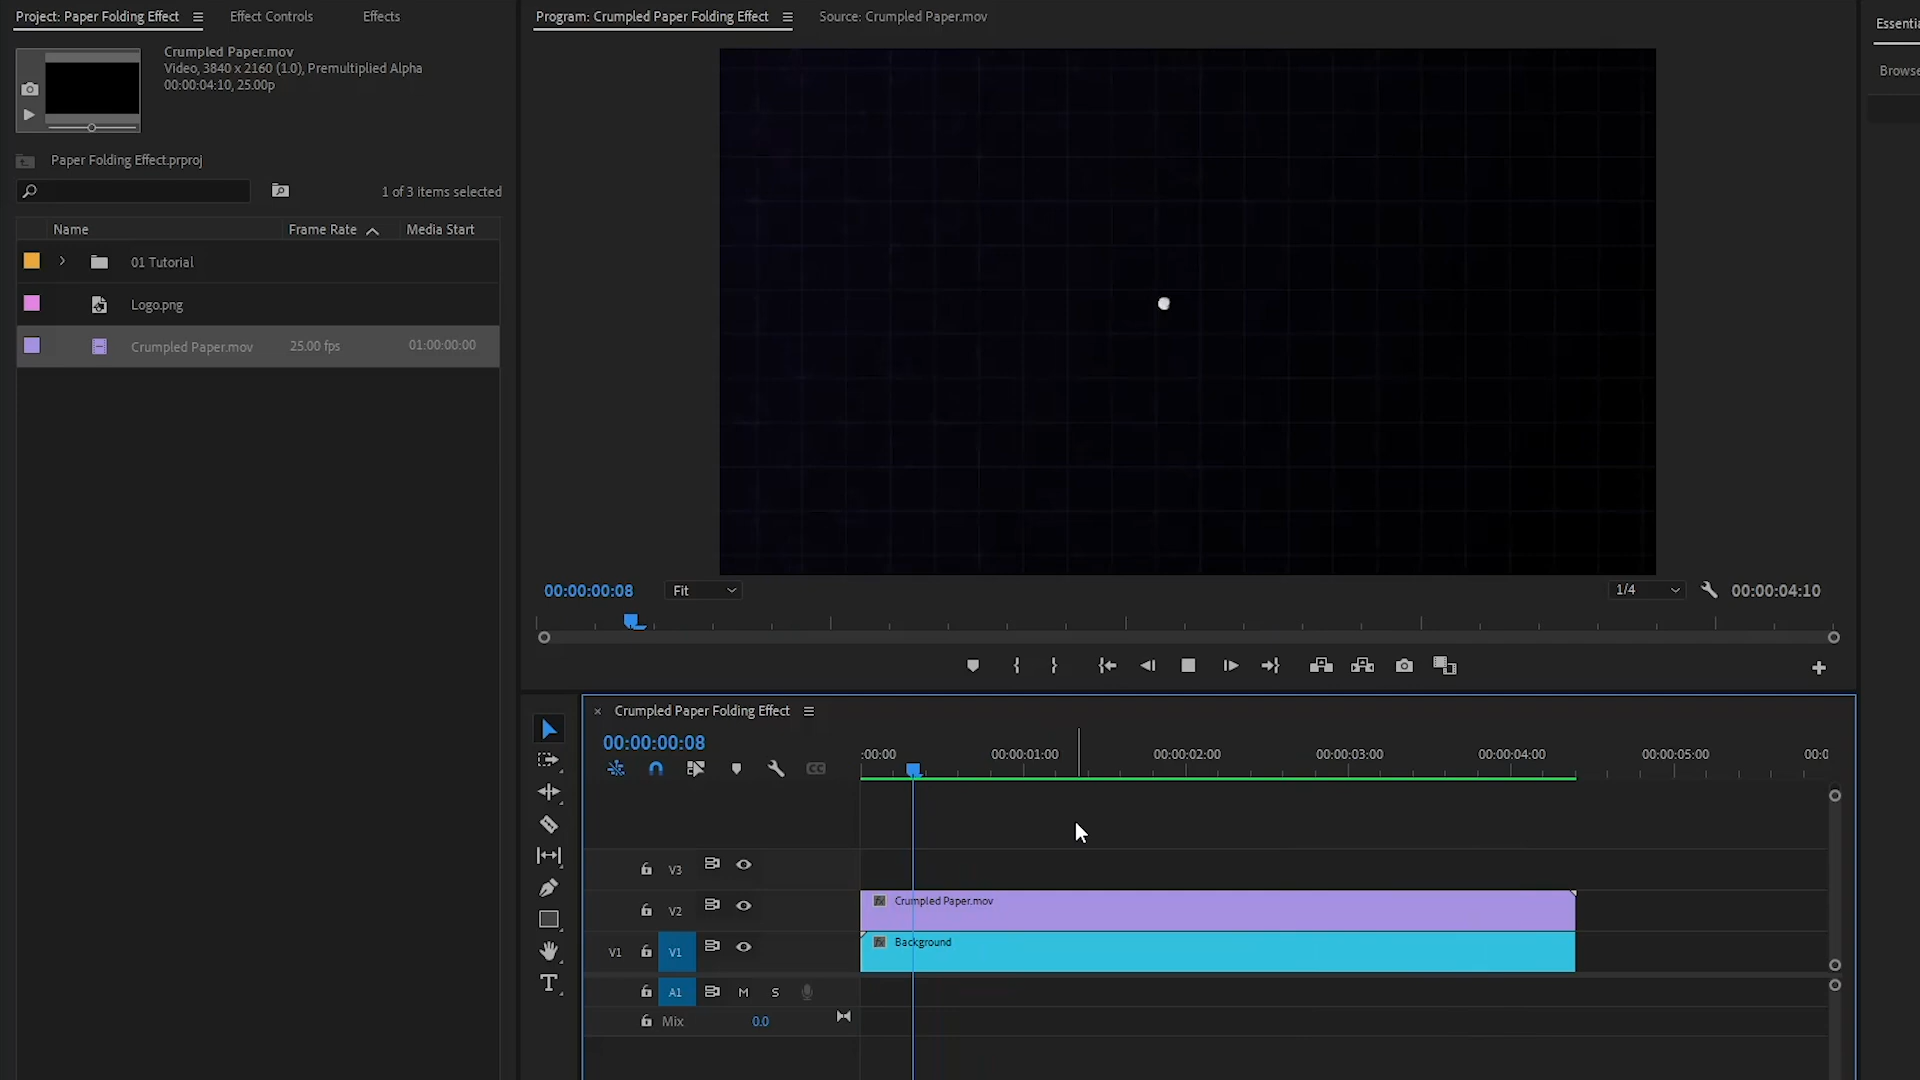 Project: Paper Folding Effect
Effect Controls
Effects
Crumpled Paper.mov
Video, 3840 x 2160 (1.0), Premultiplied Alpha
00:00:04:10, 25.00p
Paper Folding Effect.prproj
1 of 3 items selected
Name
Frame Rate
Media Start
01 Tutorial
Logo.png
Crumpled Paper.mov
25.00 fps
01:00:00:00
Program: Crumpled Paper Folding Effect
Source: Crumpled Paper.mov
00:00:00:08
Fit
1/4
00:00:04:10
Crumpled Paper Folding Effect
00:00:00:08
:00:00
00:00:01:00
00:00:02:00
00:00:03:00
00:00:04:00
00:00:05:00
00:0
V3
V2
Crumpled Paper.mov
V1
V1
Background
A1
M
S
Mix
0.0
Essentia
Browse